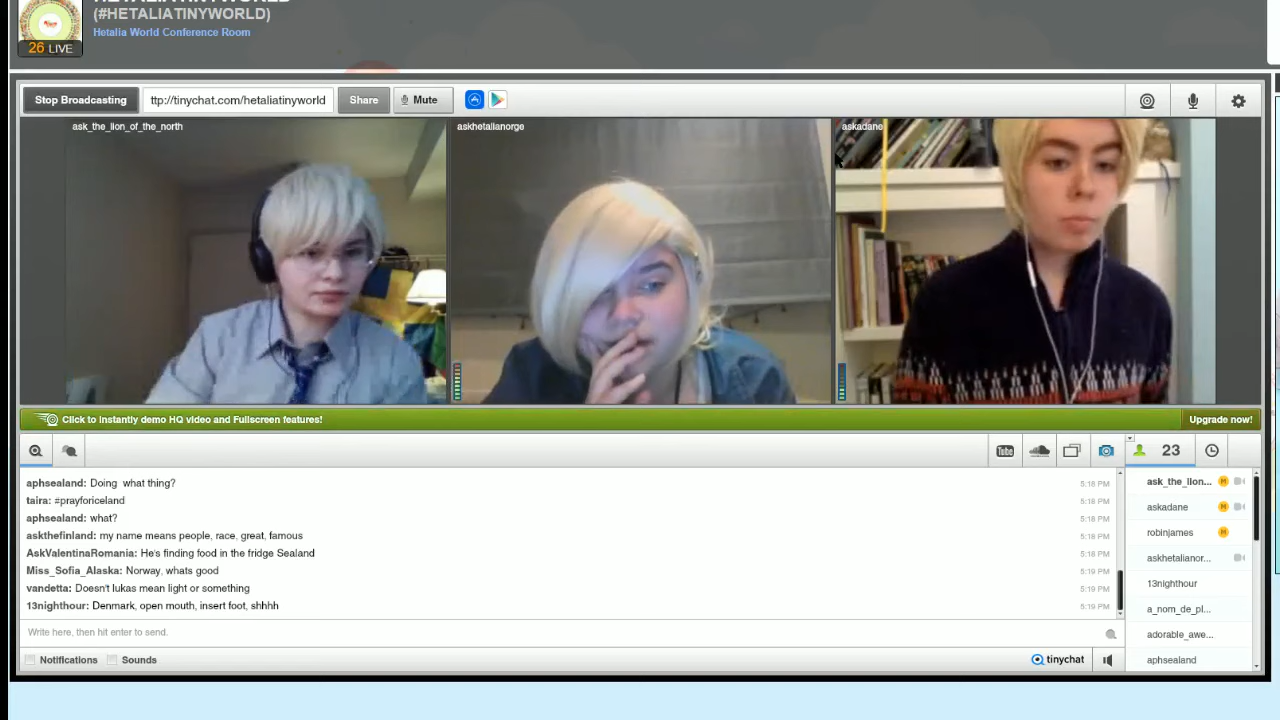 HETALIATINYWORLD
(#HETALIATINYWORLD)
Hetalia World Conference Room
26 LIVE
Stop Broadcasting
ttp://tinychat.com/hetaliatinyworld
Share
Mute
ask_the_lion_of_the_north
askhetalianorge
askadane
Click to instantly demo HQ video and Fullscreen features!
Upgrade now!
You Tube
23
aphsealand: Doing what thing?
5:18 PM
taira: #prayforiceland
5:18 PM
aphsealand: what?
5:18 PM
askthefinland: my name means people, race, great, famous
5:18 PM
AskValentinaRomania: He's finding food in the fridge Sealand
5:18 PM
Miss_Sofia_Alaska: Norway, whats good
5:19 PM
vandetta: Doesn't lukas mean light or something
5:19 PM
13nighthour: Denmark, open mouth, insert foot, shhhh
5:19 PM
ask_the_lion... M
askadane M
robinjames M
askhetalianor...
13nighthour
a_nom_de_pl...
adorable_awe...
aphsealand
Write here, then hit enter to send.
Notifications
Sounds
tinychat